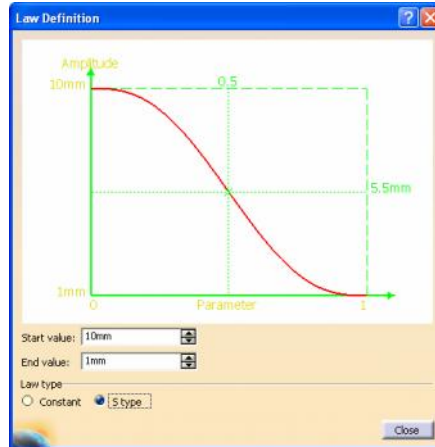 Law Definition
Amplitude
10mm
0.5
5.5mm
1mm
0
Parameter
1
Start value: 10mm
End value: 1mm
Law type
Constant S type
Close